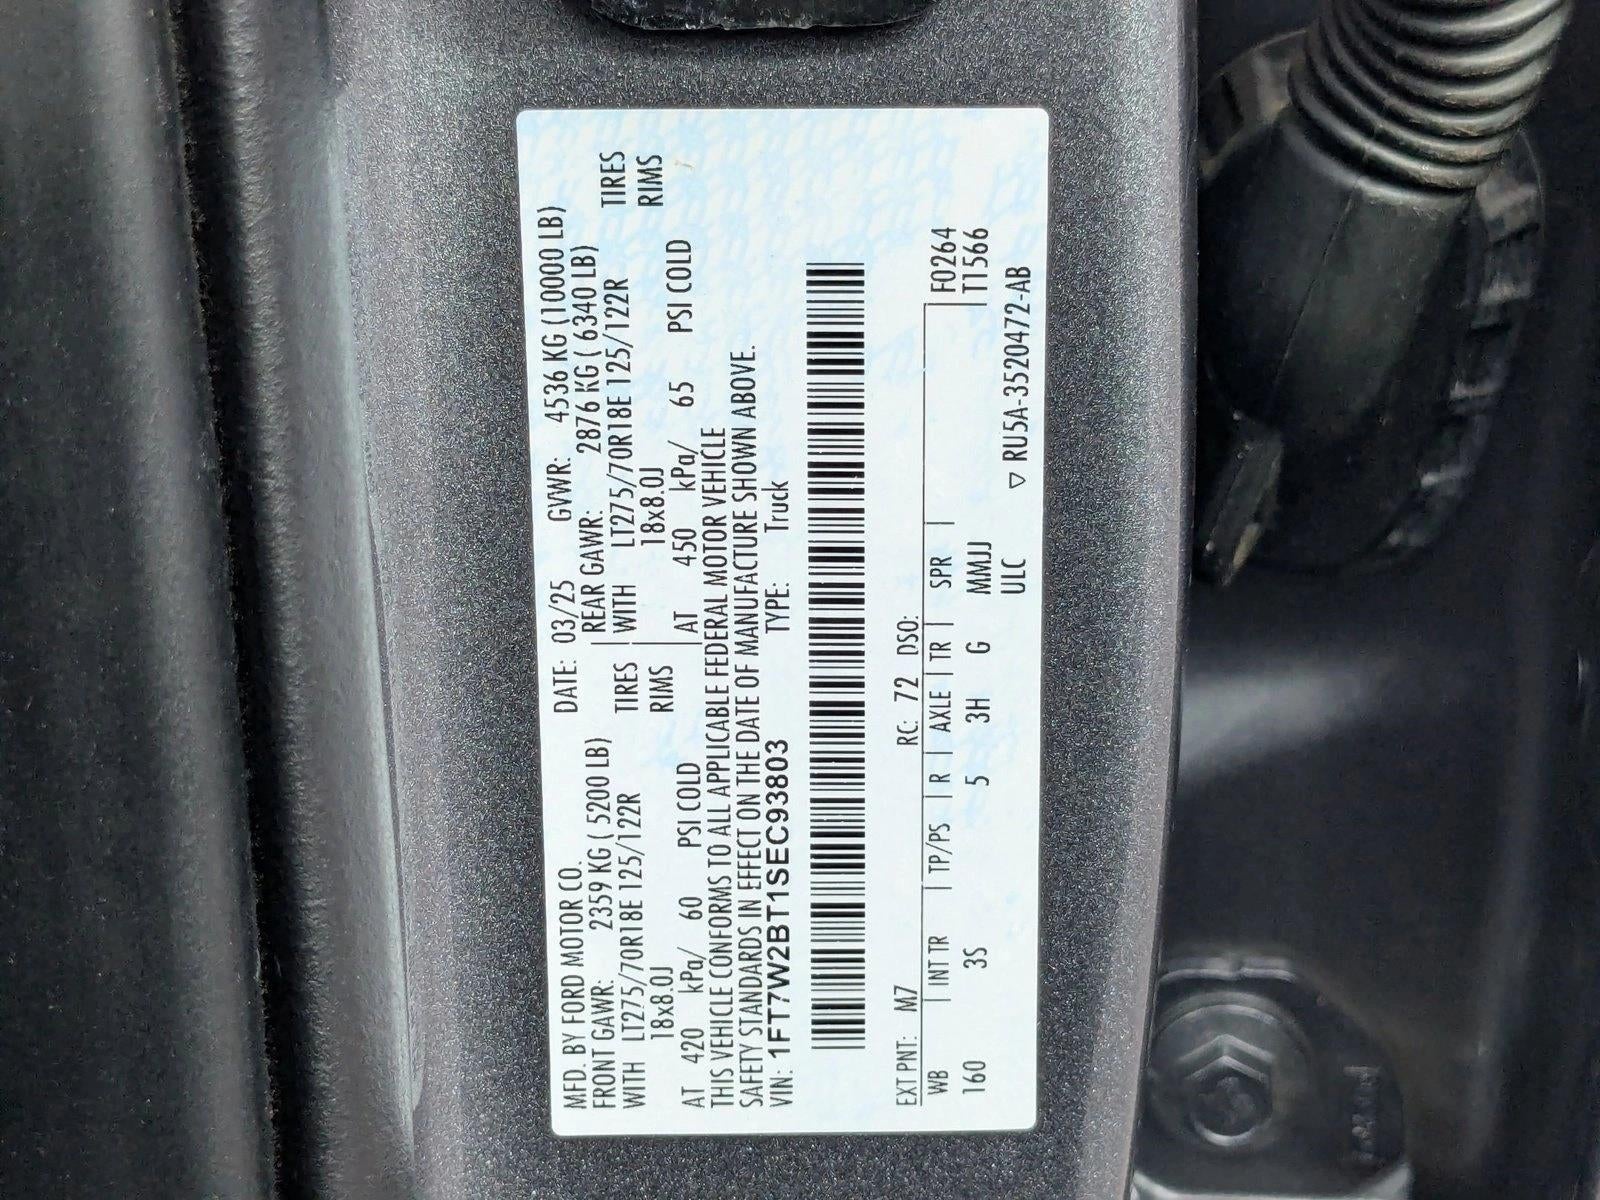 MFD. BY FORD MOTOR CO. DATE: 03/25 GVWR: 4536 KG (10000 LB)
FRONT GAWR: 2359 KG ( 5200 LB) REAR GAWR: 2876 KG ( 6340 LB)
WITH LT275/70R18E 125/122R TIRES WITH LT275/70R18E 125/122R TIRES
18x8.0J RIMS 18x8.0J RIMS
AT 420 kPa/ 60 PSI COLD AT 450 kPa/ 65 PSI COLD
THIS VEHICLE CONFORMS TO ALL APPLICABLE FEDERAL MOTOR VEHICLE
SAFETY STANDARDS IN EFFECT ON THE DATE OF MANUFACTURE SHOWN ABOVE.
VIN: 1FT7W2BT1SEC93803 TYPE: Truck
EXT PNT: M7 RC: 72 DSO:
WB INT TR TP/PS R AXLE TR SPR F0264
160 3S 5 3H G MMJJ T1566
ULC ▽ RU5A-3520472-AB